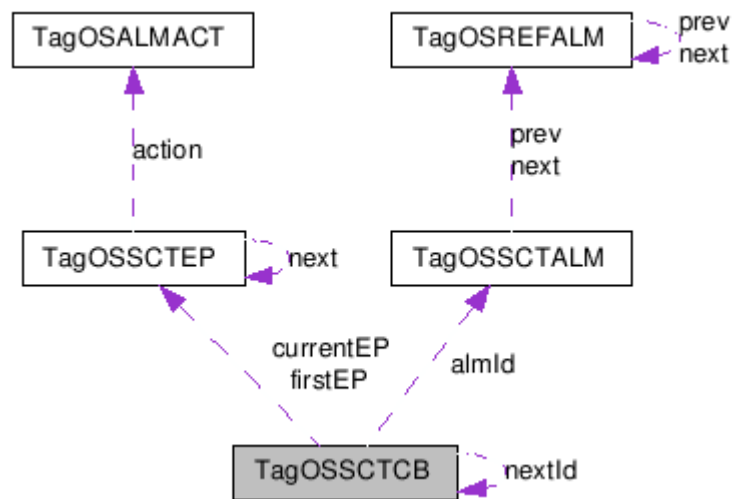 TagOSALMACT
TagOSREFALM
prev
next
action
prev
next
TagOSSCTEP
next
TagOSSCTALM
currentEP
firstEP
almId
TagOSSCTCB
nextId